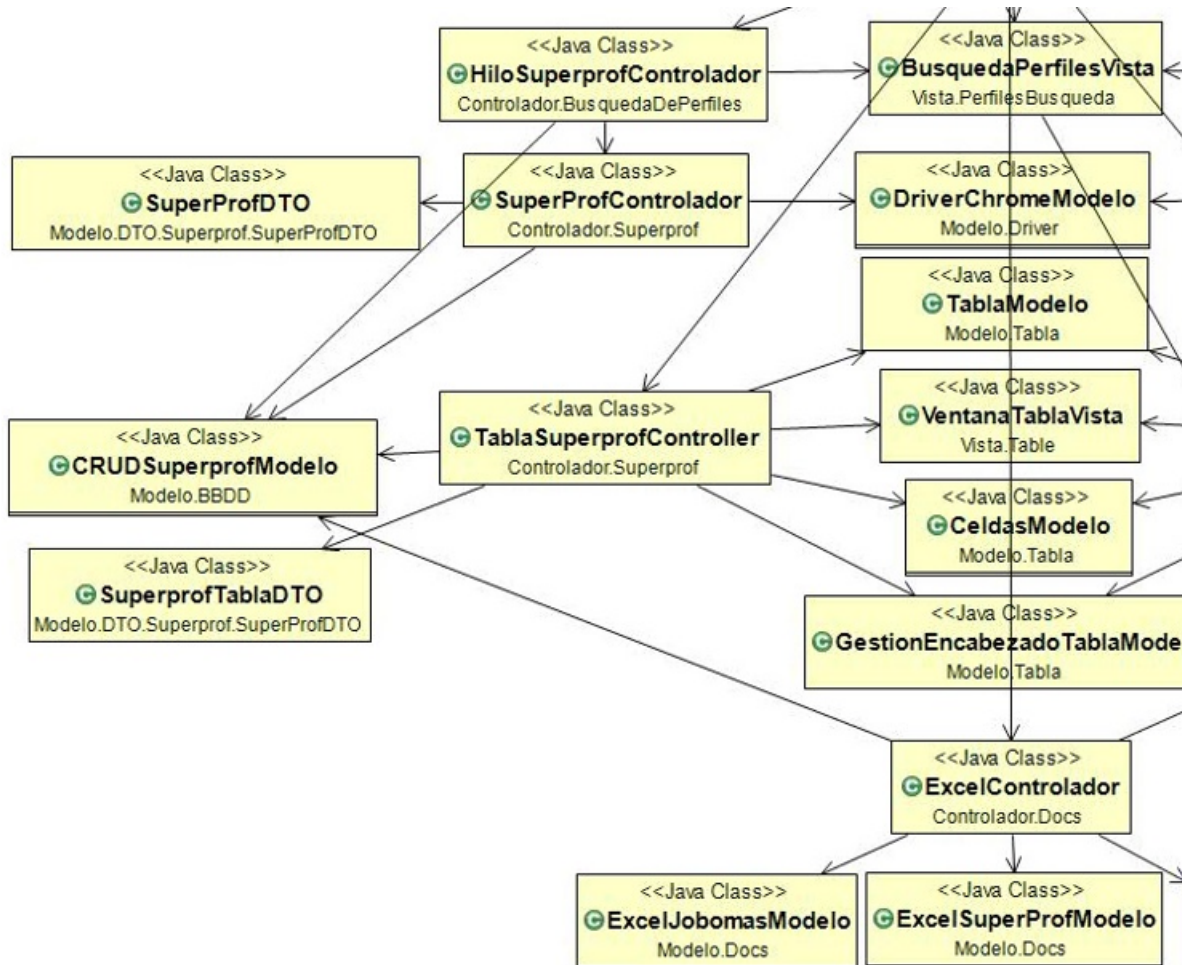 <<Java Class>>
HiloSuperprofControlador
Controlador.BusquedaDePerfiles
<<Java Class>>
BusquedaPerfilesVista
Vista.PerfilesBusqueda
<<Java Class>>
SuperProfDTO
Modelo.DTO.Superprof.SuperProfDTO
<<Java Class>>
SuperProfControlador
Controlador.Superprof
<<Java Class>>
DriverChromeModelo
Modelo.Driver
<<Java Class>>
TablaModelo
Modelo.Tabla
<<Java Class>>
CRUDSuperprofModelo
Modelo.BBDD
<<Java Class>>
TablaSuperprofController
Controlador.Superprof
<<Java Class>>
VentanaTablaVista
Vista.Table
<<Java Class>>
CeldasModelo
Modelo.Tabla
<<Java Class>>
SuperprofTablaDTO
Modelo.DTO.Superprof.SuperProfDTO
<<Java Class>>
GestionEncabezadoTablaMode
Modelo.Tabla
<<Java Class>>
ExcelControlador
Controlador.Docs
<<Java Class>>
ExcelJobomasModelo
Modelo.Docs
<<Java Class>>
ExcelSuperProfModelo
Modelo.Docs